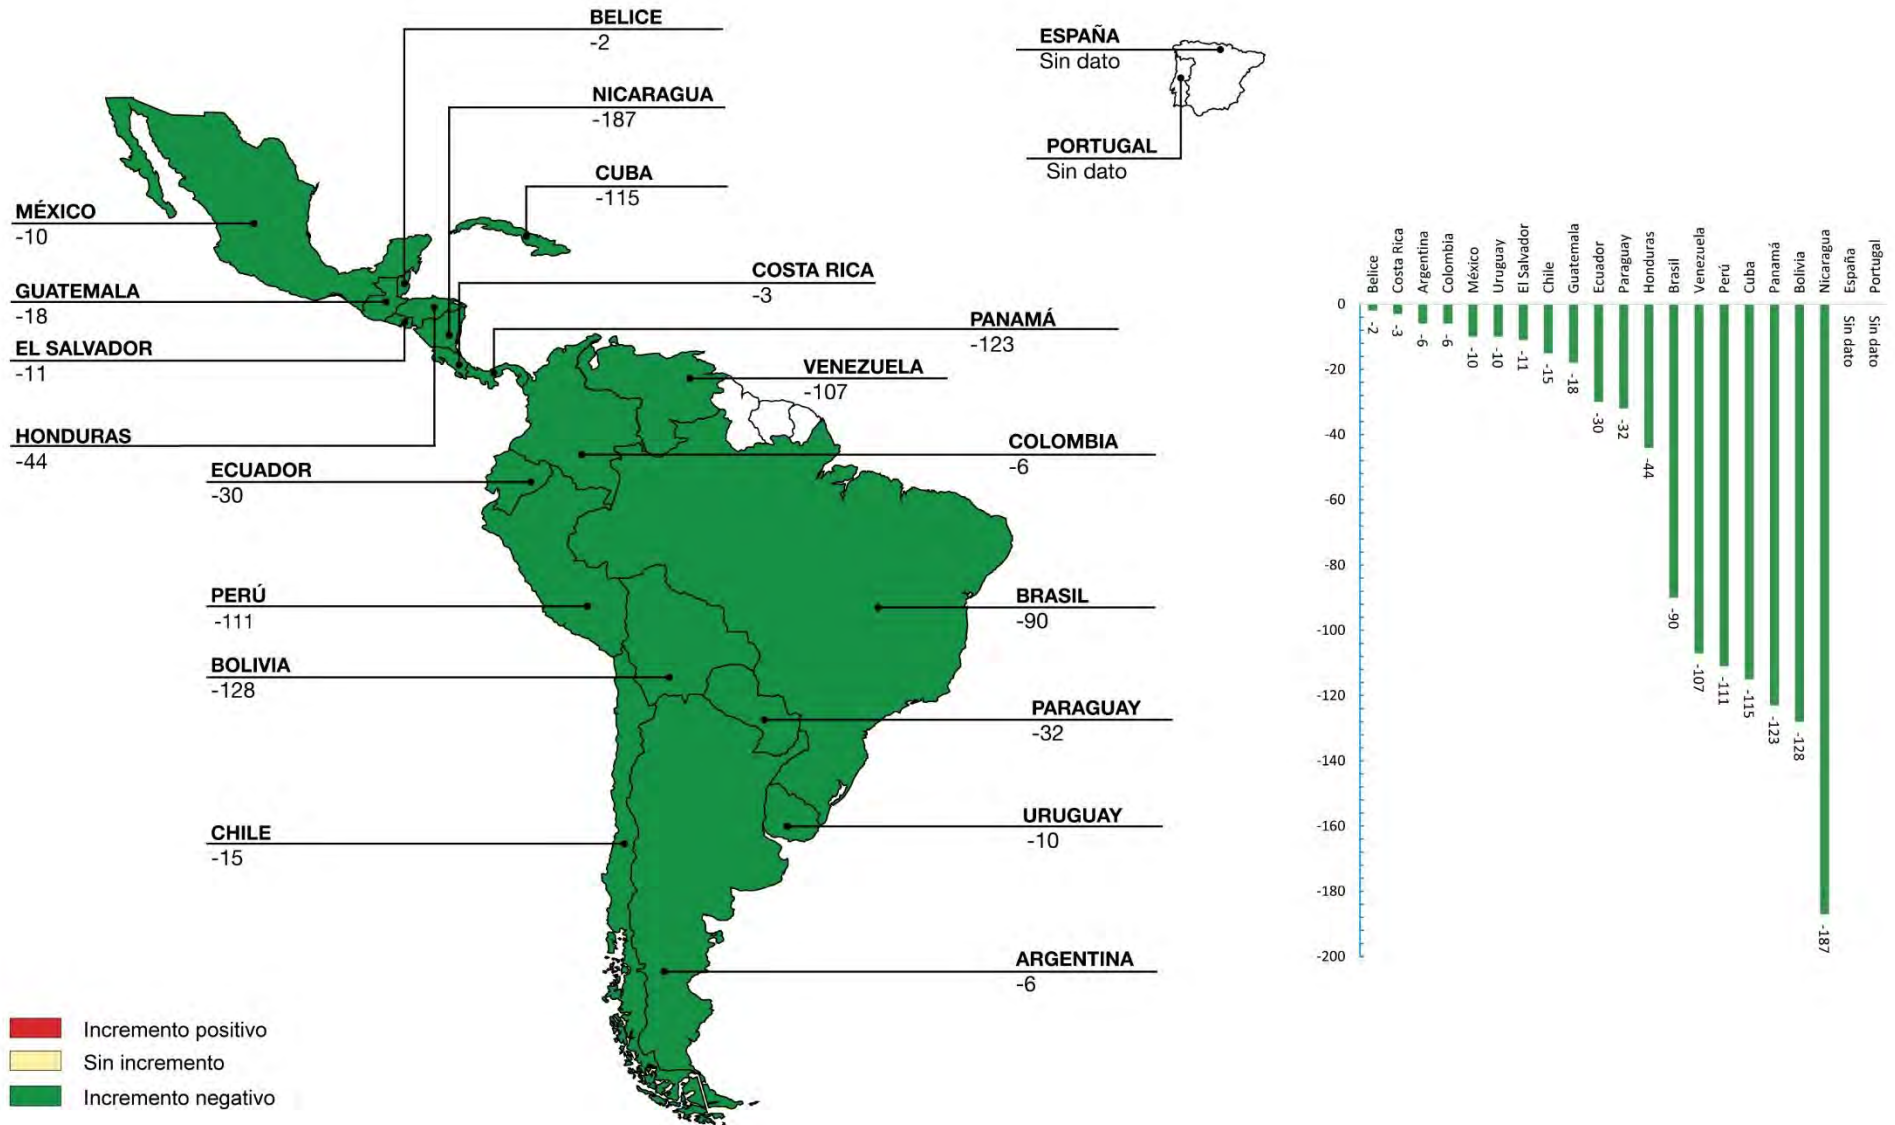 BELICE
-2
NICARAGUA
-187
CUBA
-115
ESPAÑA
Sin dato
PORTUGAL
Sin dato
MÉXICO
-10
GUATEMALA
-18
EL SALVADOR
-11
HONDURAS
-44
COSTA RICA
-3
PANAMÁ
-123
VENEZUELA
-107
COLOMBIA
-6
ECUADOR
-30
PERÚ
-111
BOLIVIA
-128
BRASIL
-90
PARAGUAY
-32
URUGUAY
-10
CHILE
-15
ARGENTINA
-6
Incremento positivo
Sin incremento
Incremento negativo
Belice
Costa Rica
Argentina
Colombia
México
Uruguay
El Salvador
Chile
Guatemala
Ecuador
Paraguay
Honduras
Brasil
Venezuela
Perú
Cuba
Panamá
Bolivia
Nicaragua
España
Portugal
0
-20
-40
-60
-80
-100
-120
-140
-160
-180
-200
-2
-3
-6
-6
-10
-10
-11
-15
-18
-30
-32
-44
-90
-107
-111
-115
-123
-128
-187
Sin dato
Sin dato